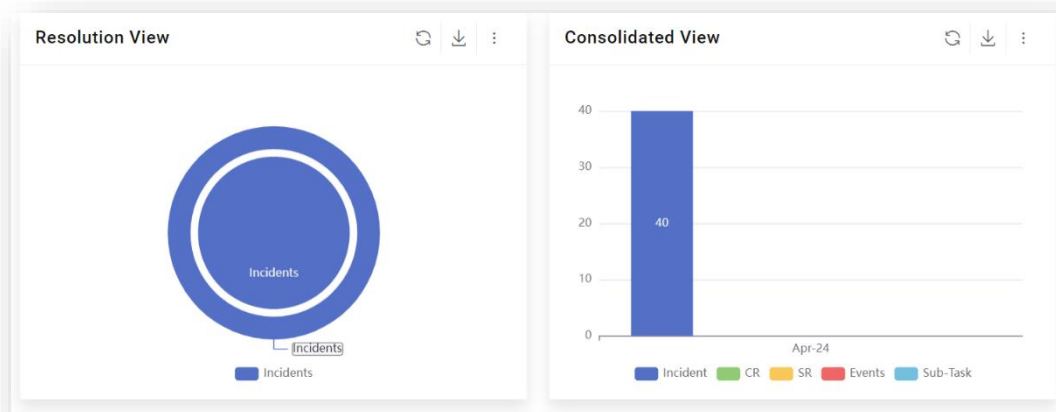 Resolution View
Incidents
Incidents
Incidents
Consolidated View
40
30
20
10
0
40
Apr-24
Incident CR SR Events Sub-Task